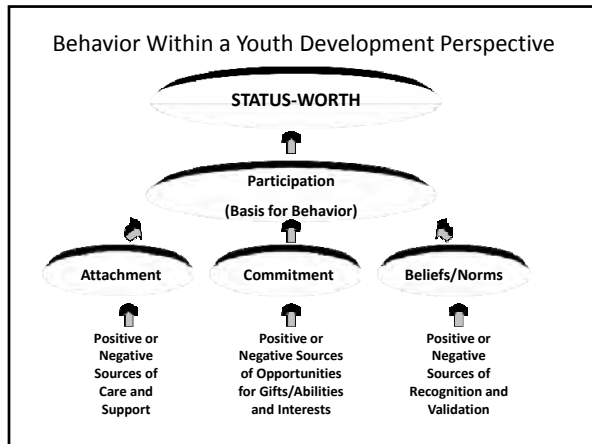 Behavior Within a Youth Development Perspective
STATUS-WORTH
Participation
(Basis for Behavior)
Attachment
Commitment
Beliefs/Norms
Positive or
Negative
Sources of
Care and
Support
Positive or
Negative Sources
of Opportunities
for Gifts/Abilities
and Interests
Positive or
Negative
Sources of
Recognition and
Validation